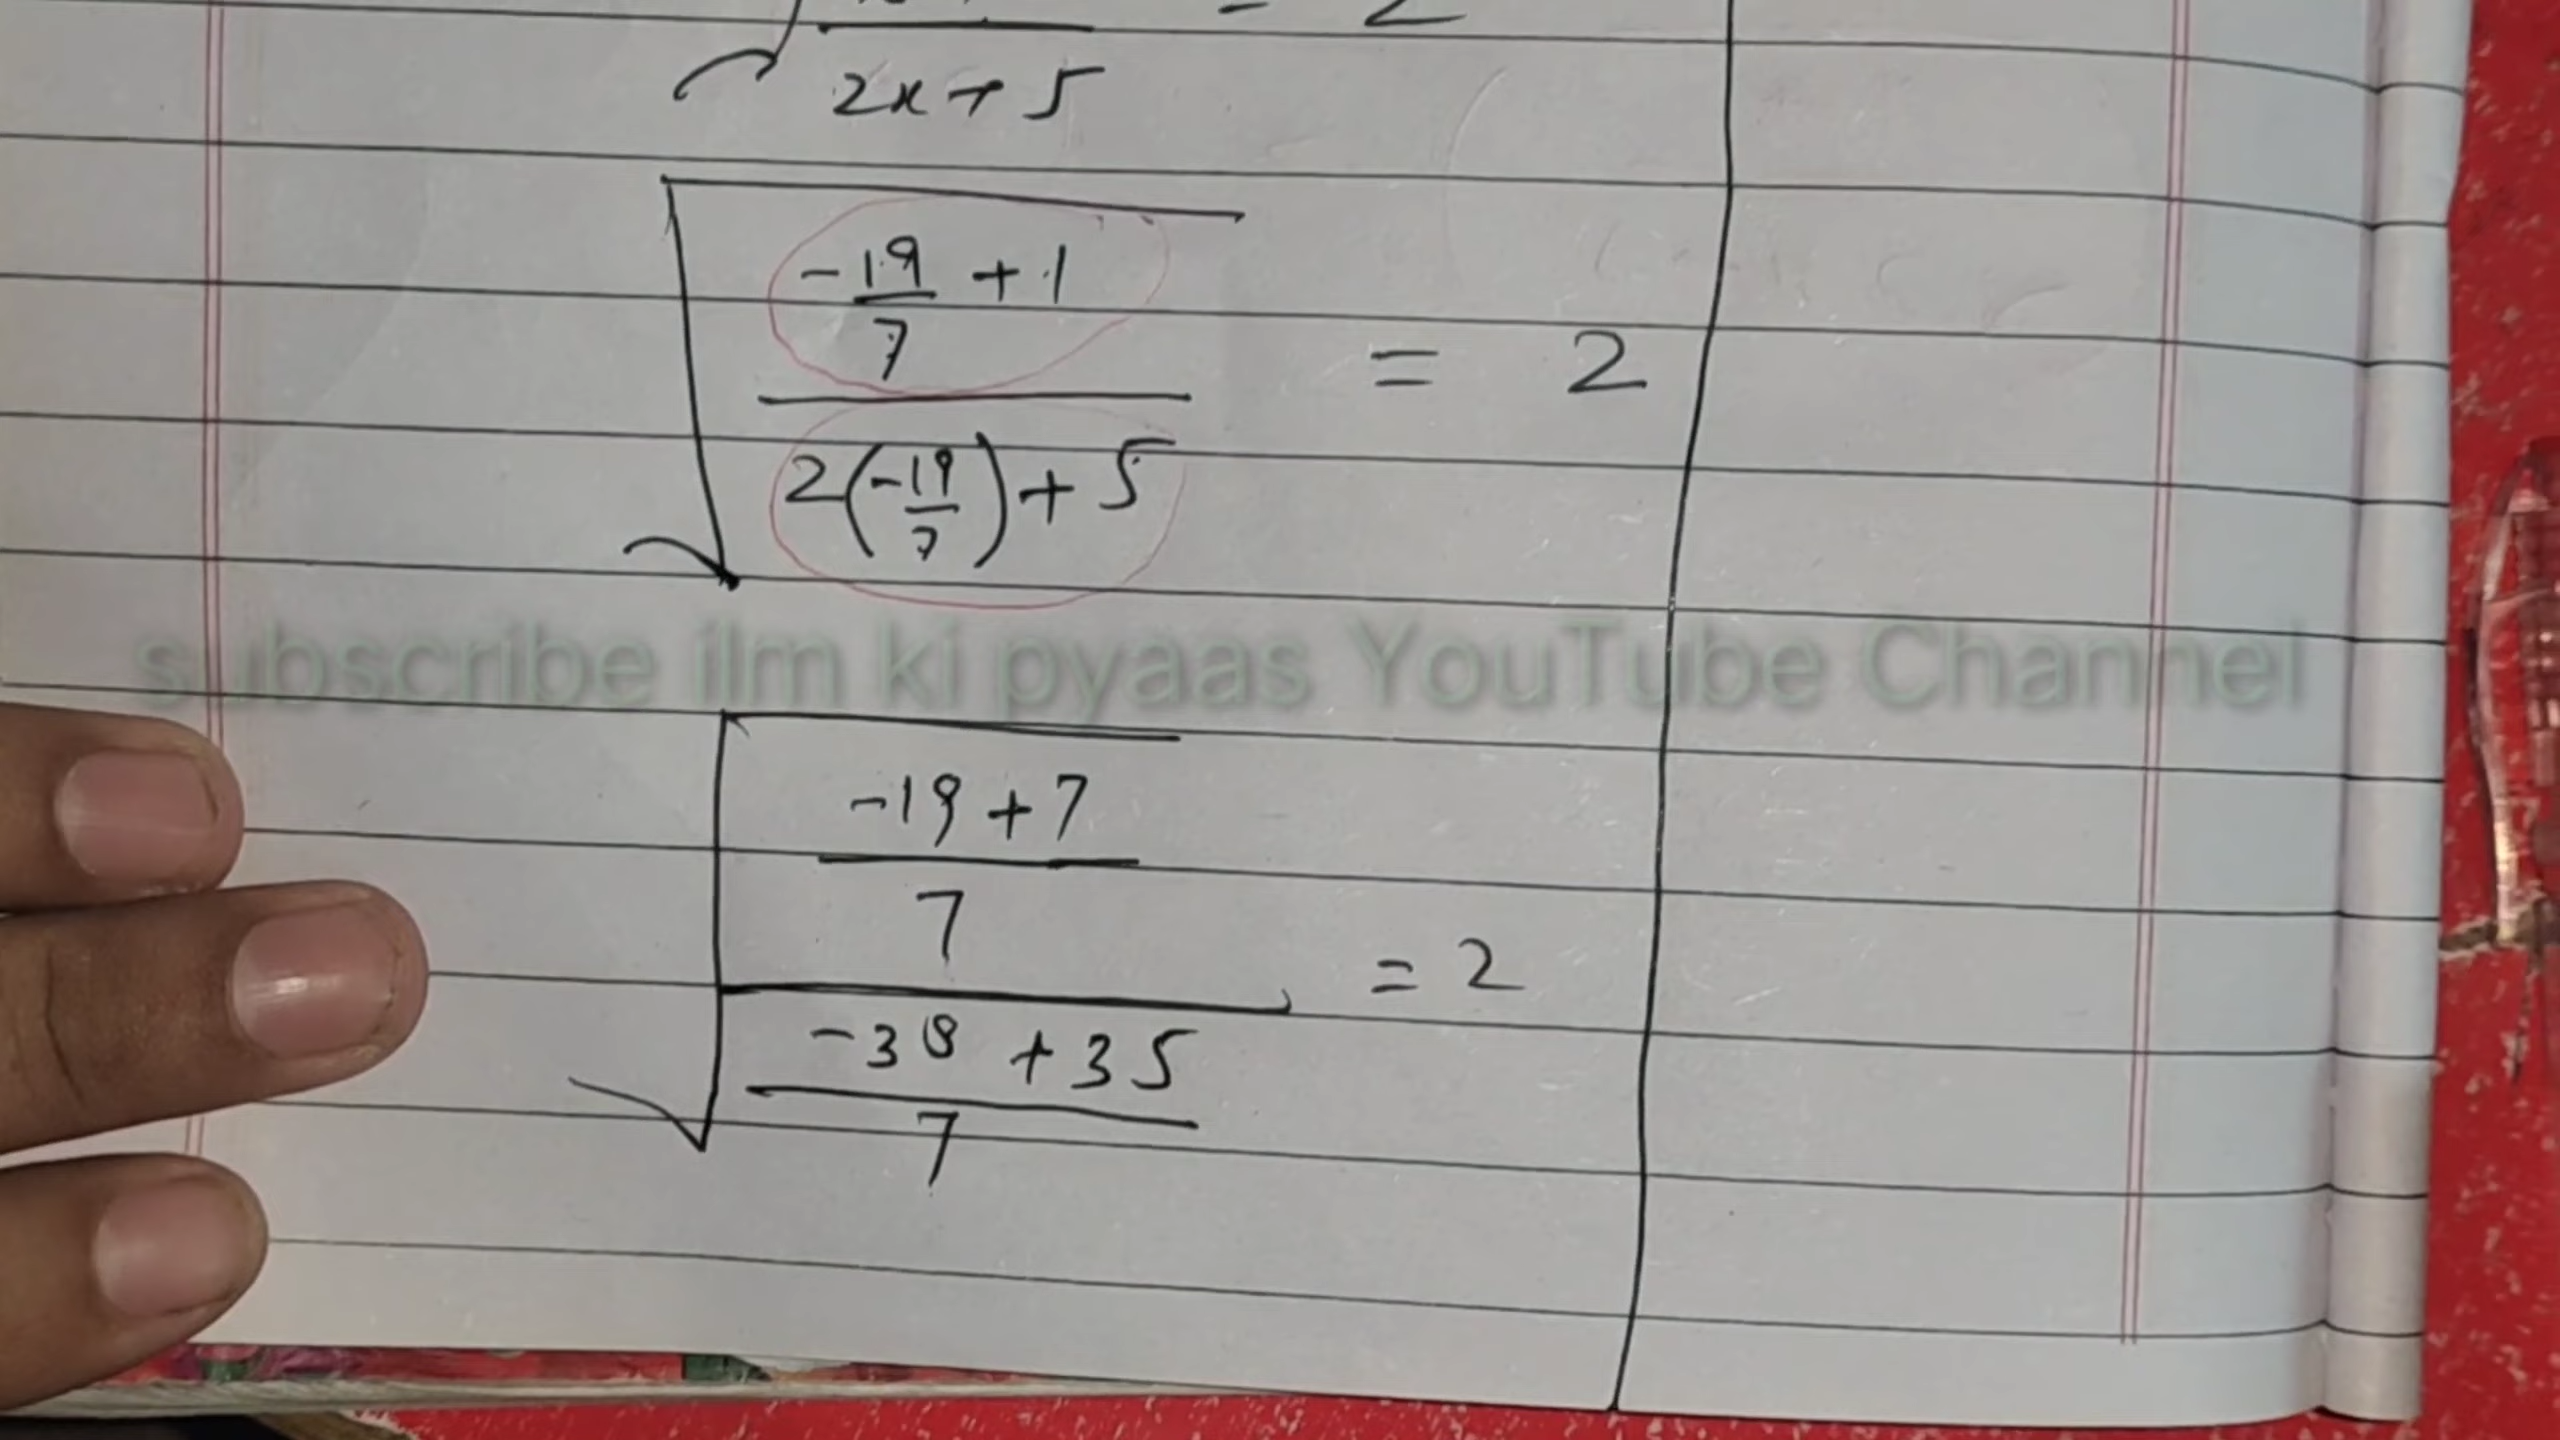 = 2
2x + 5
-19/7 + 1
= 2
2(-19/7) + 5
subscribe ilm ki pyaas YouTube Channel
-19 + 7
7
= 2
-38 + 35
7